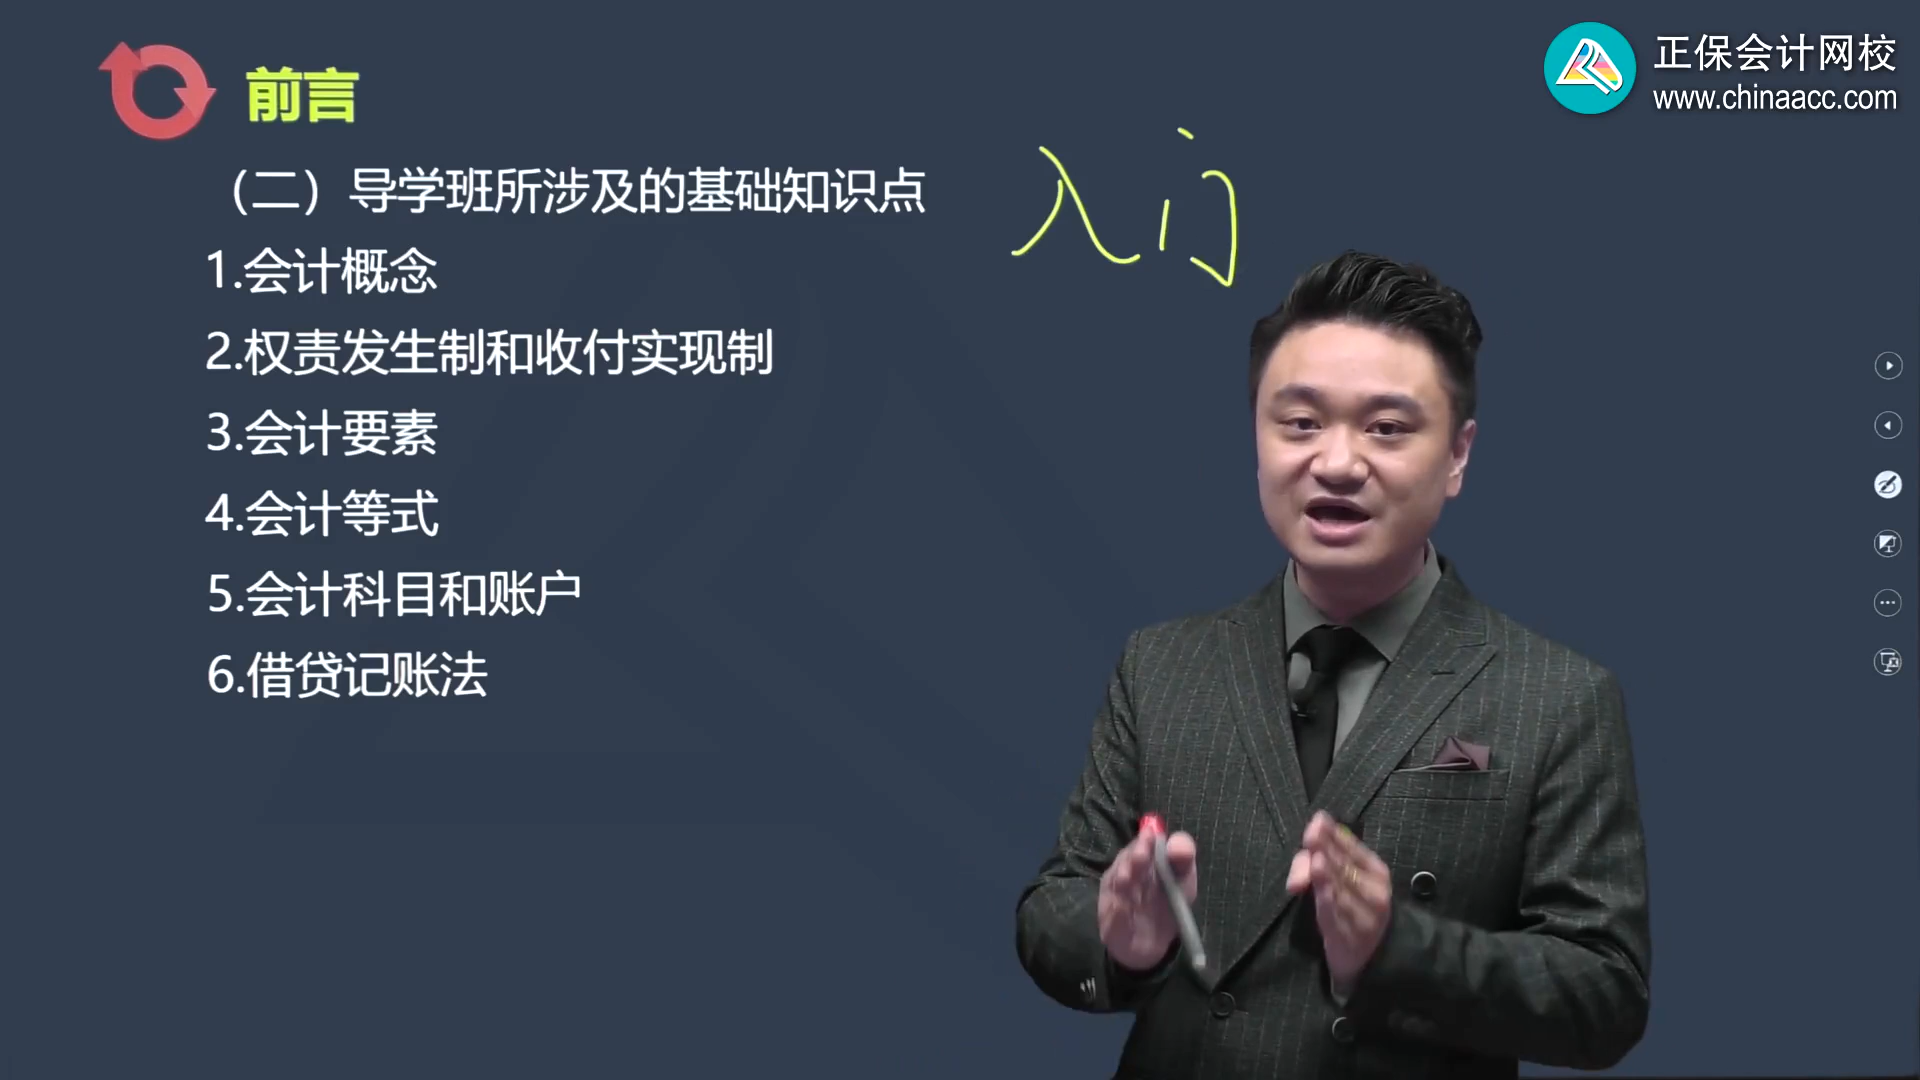 正保会计网校
www.chinaacc.com
前言
（二）导学班所涉及的基础知识点
入门
1.会计概念
2.权责发生制和收付实现制
3.会计要素
4.会计等式
5.会计科目和账户
6.借贷记账法